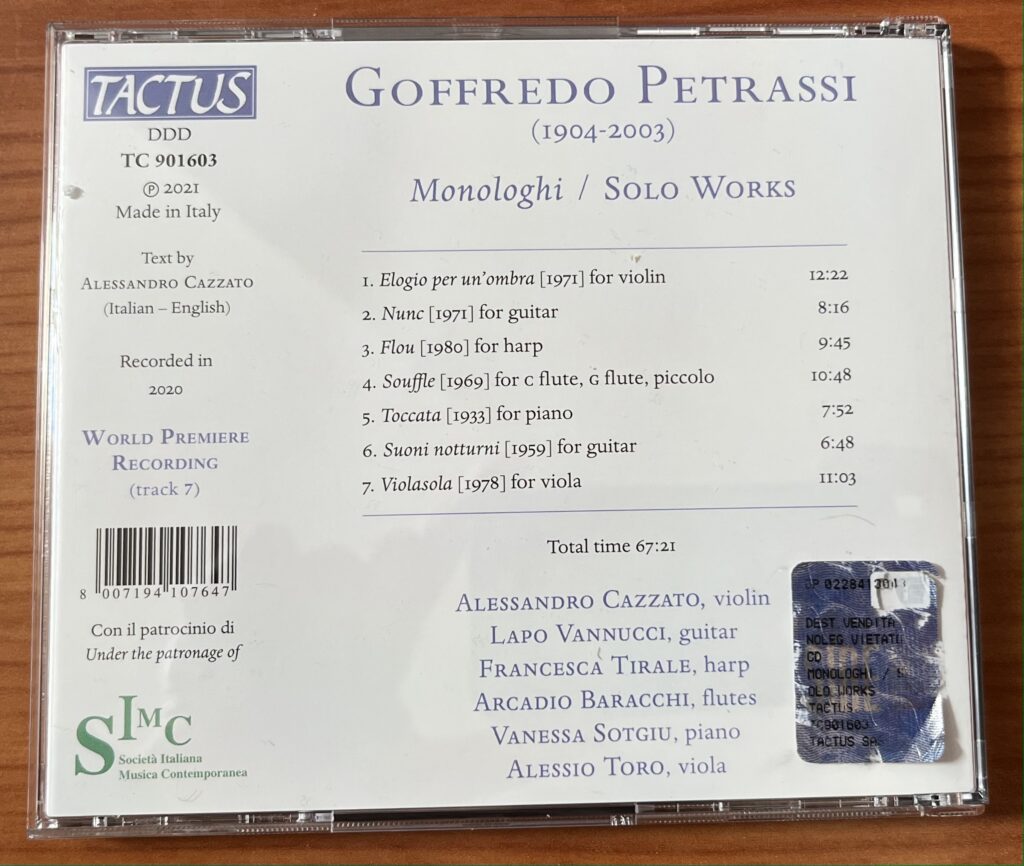 TACTUS
DDD
TC 901603
℗ 2021
Made in Italy
Text by
Alessandro Cazzato
(Italian – English)
Recorded in
2020
World Premiere
Recording
(track 7)
8 007194 107647
Con il patrocinio di
Under the patronage of
SIMC
Società Italiana
Musica Contemporanea
Goffredo Petrassi
(1904-2003)
Monologhi / Solo Works
1. Elogio per un'ombra [1971] for violin 12:22
2. Nunc [1971] for guitar 8:16
3. Flou [1980] for harp 9:45
4. Souffle [1969] for C flute, G flute, piccolo 10:48
5. Toccata [1933] for piano 7:52
6. Suoni notturni [1959] for guitar 6:48
7. Violasola [1978] for viola 11:03
Total time 67:21
Alessandro Cazzato, violin
Lapo Vannucci, guitar
Francesca Tirale, harp
Arcadio Baracchi, flutes
Vanessa Sotgiu, piano
Alessio Toro, viola
DEST VENDITA
NOLEG VIETATI
CD
MONOLOGHI /
OLO WORKS
TACTUS
TC901603
TACTUS